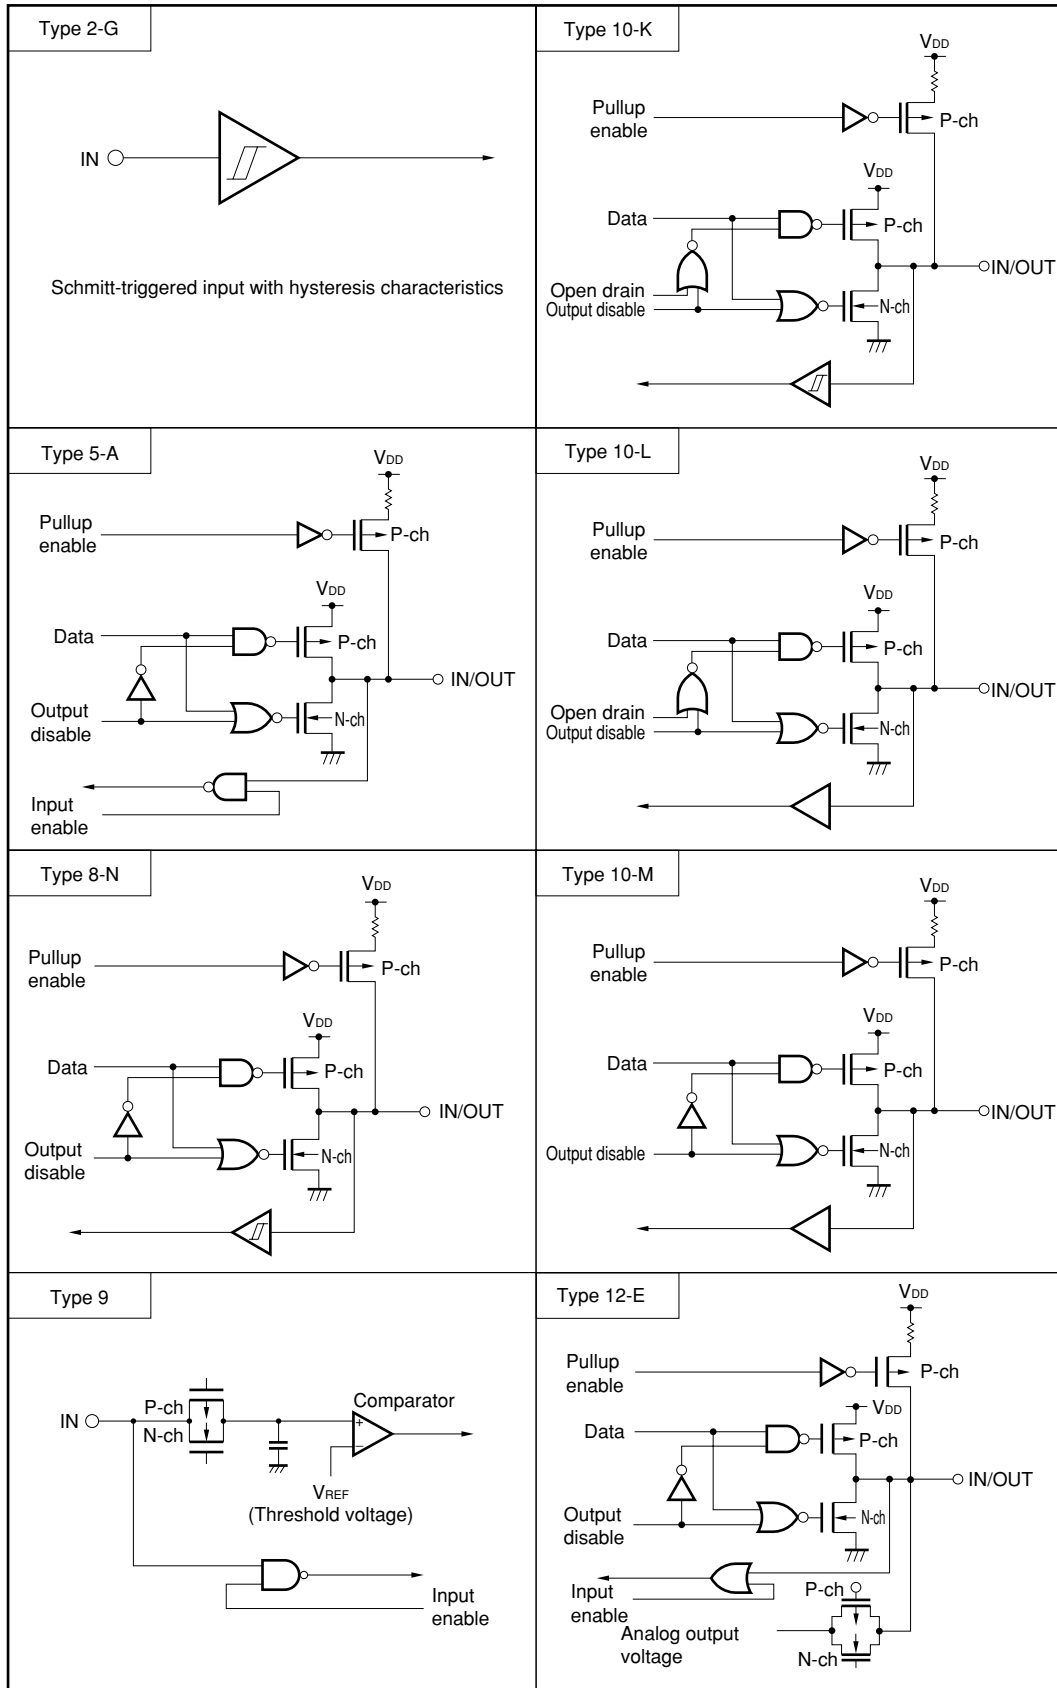 Type 2-G
IN
Schmitt-triggered input with hysteresis characteristics
Type 10-K
VDD
Pullup
enable
P-ch
VDD
Data
P-ch
IN/OUT
Open drain
Output disable
N-ch
Type 5-A
VDD
Pullup
enable
P-ch
VDD
Data
P-ch
IN/OUT
Output
disable
N-ch
Input
enable
Type 10-L
VDD
Pullup
enable
P-ch
VDD
Data
P-ch
IN/OUT
Open drain
Output disable
N-ch
Type 8-N
VDD
Pullup
enable
P-ch
VDD
Data
P-ch
IN/OUT
Output
disable
N-ch
Type 10-M
VDD
Pullup
enable
P-ch
VDD
Data
P-ch
IN/OUT
Output disable
N-ch
Type 9
P-ch
IN
N-ch
Comparator
+
−
VREF
(Threshold voltage)
Input
enable
Type 12-E
VDD
Pullup
enable
P-ch
VDD
Data
P-ch
IN/OUT
Output
disable
N-ch
Input
enable
P-ch
Analog output
voltage
N-ch